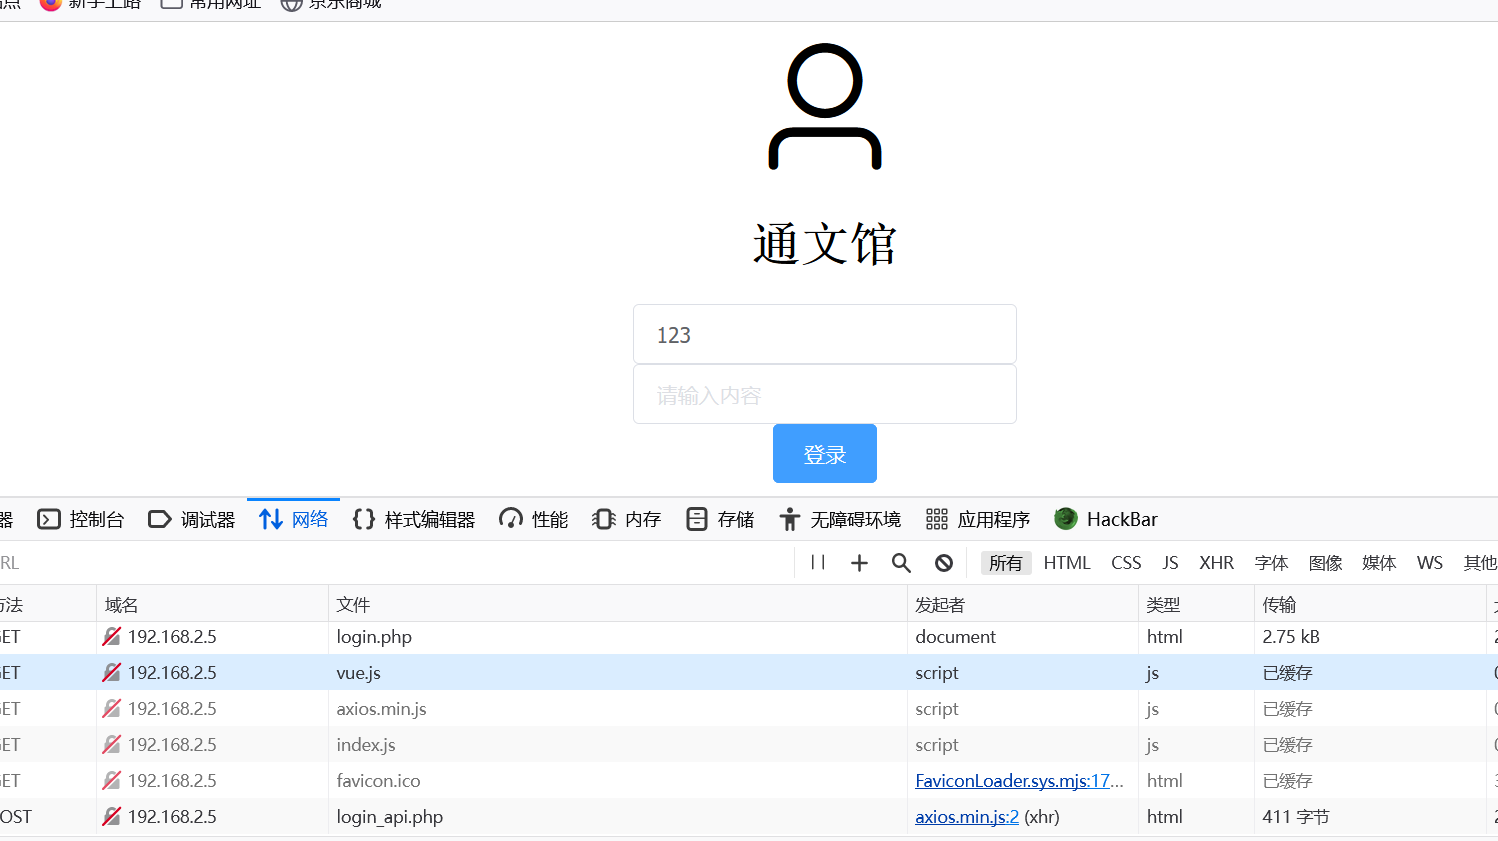 新手上路 常用网址 京东商城
通文馆
123
请输入内容
登录
器 控制台 调试器 网络 样式编辑器 性能 内存 存储 无障碍环境 应用程序 HackBar
RL 所有 HTML CSS JS XHR 字体 图像 媒体 WS 其他
方法 域名 文件 发起者 类型 传输
GET 192.168.2.5 login.php document html 2.75 kB
GET 192.168.2.5 vue.js script js 已缓存
GET 192.168.2.5 axios.min.js script js 已缓存
GET 192.168.2.5 index.js script js 已缓存
GET 192.168.2.5 favicon.ico FaviconLoader.sys.mjs:17… html 已缓存
POST 192.168.2.5 login_api.php axios.min.js:2 (xhr) html 411 字节